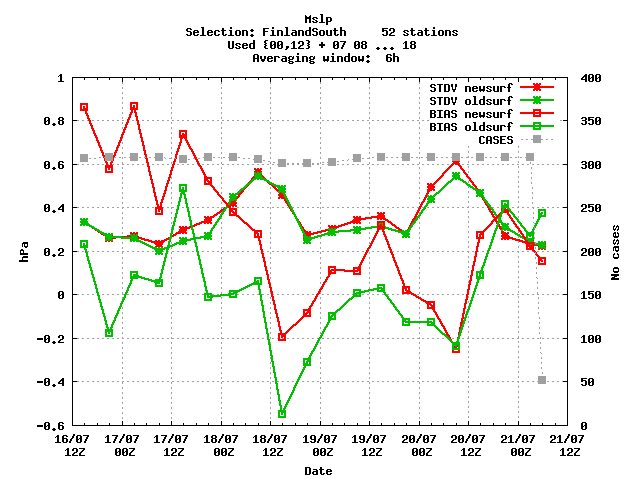 Mslp
Selection: FinlandSouth 52 stations
Used {00,12} + 07 08 ... 18
Averaging window: 6h
STDV newsurf
STDV oldsurf
BIAS newsurf
BIAS oldsurf
CASES
1
0.8
0.6
0.4
0.2
0
-0.2
-0.4
-0.6
hPa
400
350
300
250
200
150
100
50
0
No cases
16/07 17/07 17/07 18/07 18/07 19/07 19/07 20/07 20/07 21/07 21/07
12Z 00Z 12Z 00Z 12Z 00Z 12Z 00Z 12Z 00Z 12Z
Date